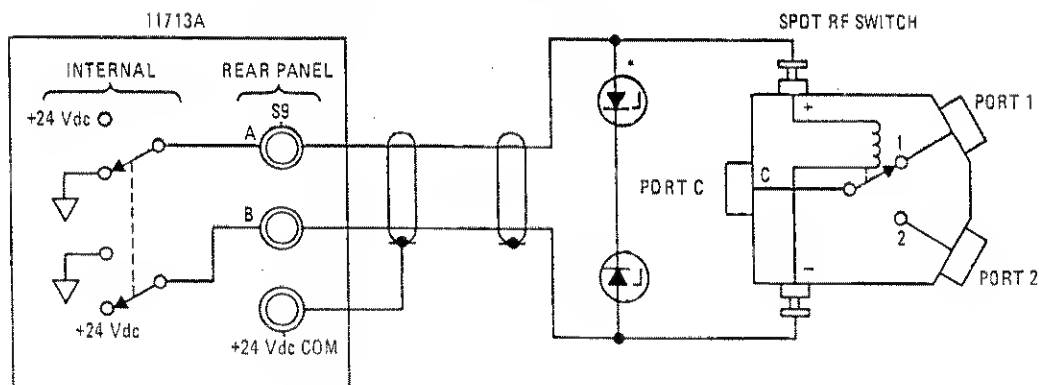 11713A
SPDT RF SWITCH
INTERNAL
REAR PANEL
+24 Vdc
S9
A
*
+
PORT 1
1
C
PORT C
B
2
-
PORT 2
+24 Vdc
+24 Vdc COM